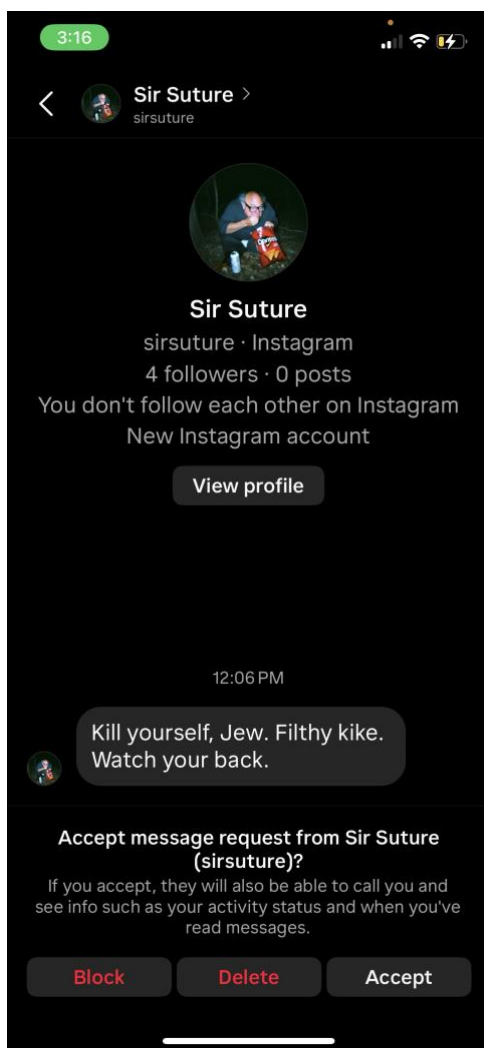 3:16
Sir Suture
sirsuture
Doritos
Sir Suture
sirsuture · Instagram
4 followers · 0 posts
You don't follow each other on Instagram
New Instagram account
View profile
12:06 PM
Kill yourself, Jew. Filthy kike.
Watch your back.
Accept message request from Sir Suture
(sirsuture)?
If you accept, they will also be able to call you and
see info such as your activity status and when you've
read messages.
Block
Delete
Accept